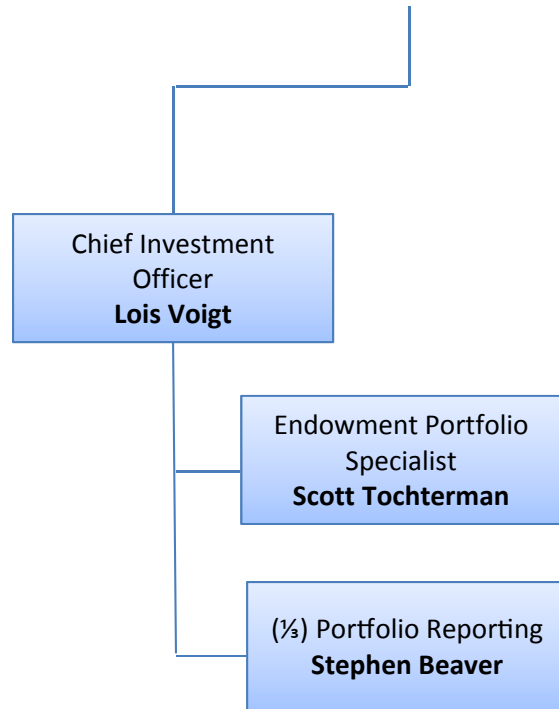 Chief Investment
Officer
Lois Voigt
Endowment Portfolio
Specialist
Scott Tochterman
(⅓) Portfolio Reporting
Stephen Beaver